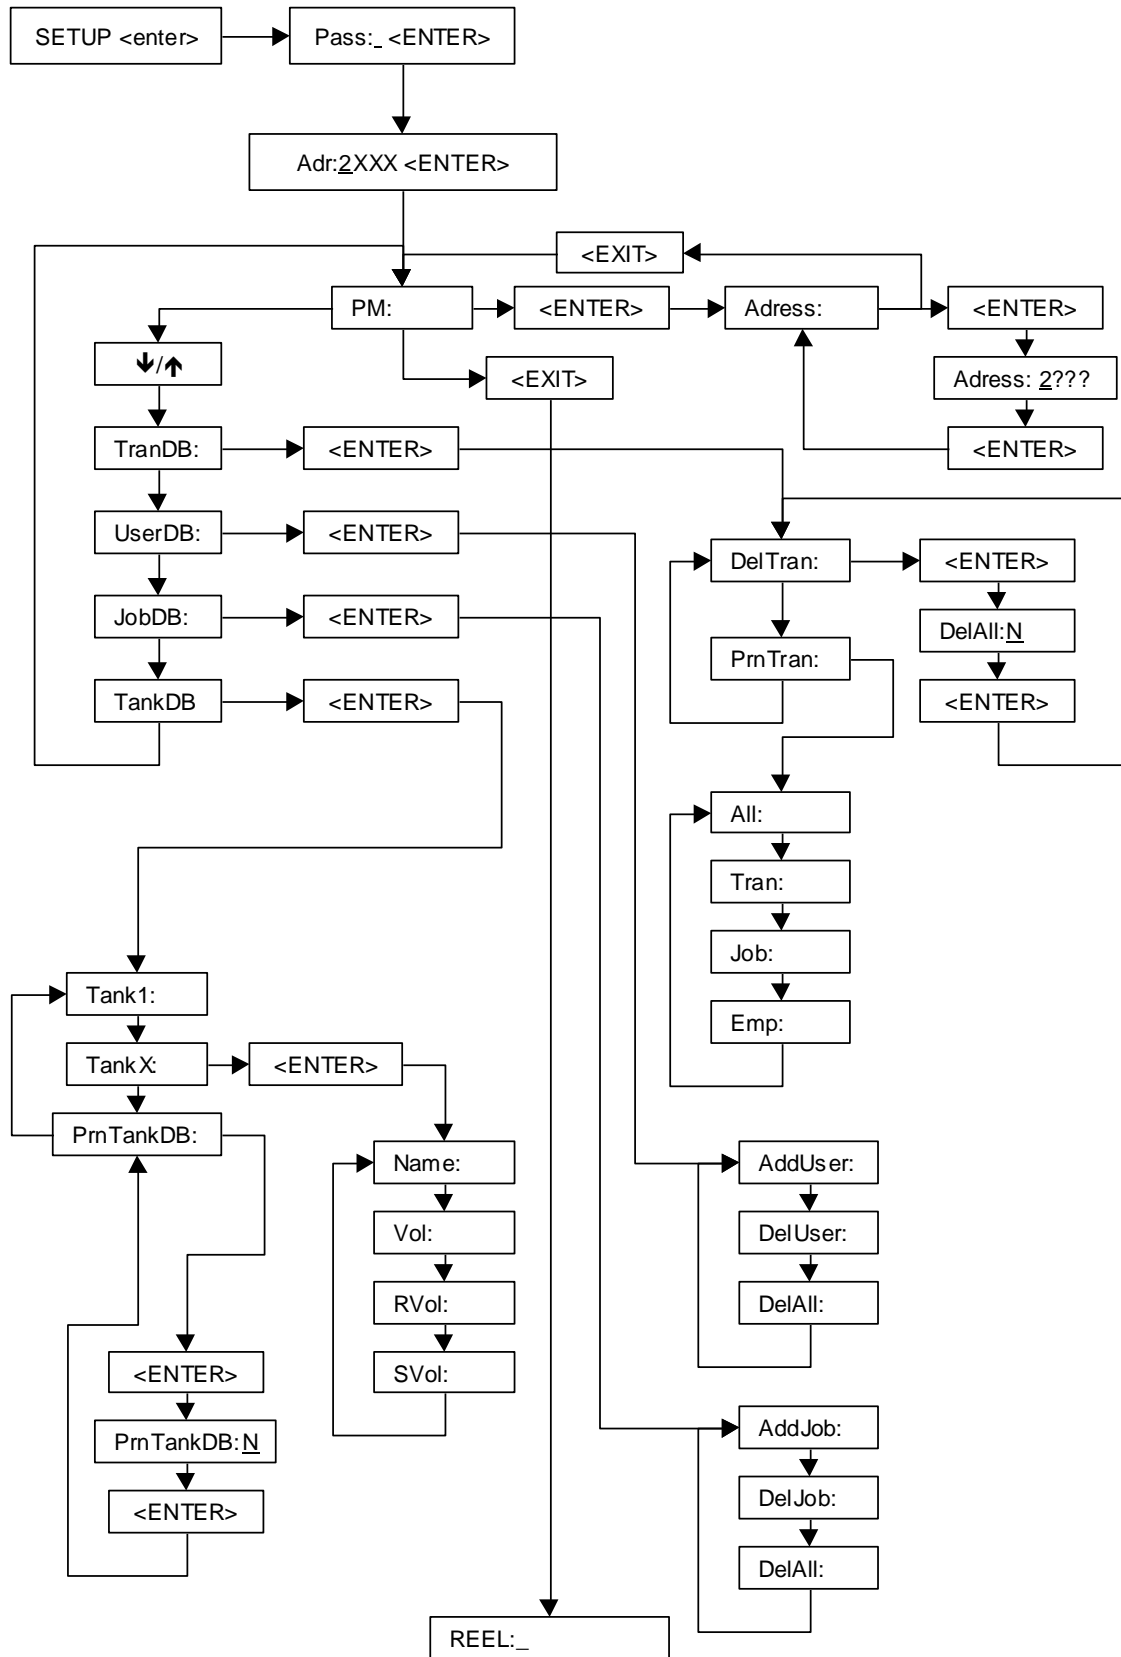 SETUP <enter>
Pass:_ <ENTER>
Adr:2XXX <ENTER>
<EXIT>
PM:
<ENTER>
Adress:
<ENTER>
↓/↑
<EXIT>
Adress: 2???
TranDB:
<ENTER>
<ENTER>
UserDB:
<ENTER>
DelTran:
<ENTER>
JobDB:
<ENTER>
DelAll:N
PrnTran:
TankDB
<ENTER>
<ENTER>
All:
Tran:
Job:
Emp:
Tank1:
TankX:
<ENTER>
PrnTankDB:
Name:
Vol:
RVol:
SVol:
AddUser:
DelUser:
DelAll:
<ENTER>
PrnTankDB:N
<ENTER>
AddJob:
DelJob:
DelAll:
REEL:_